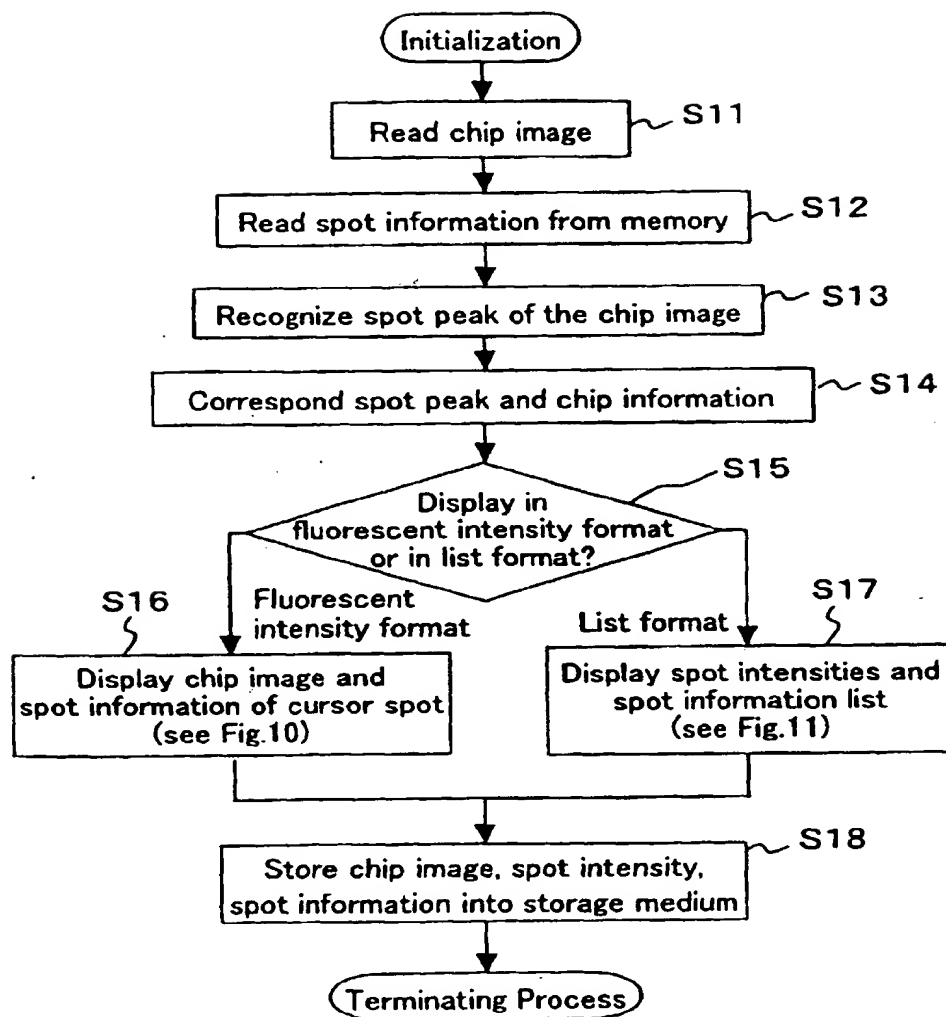 Initialization
S11
Read chip image
S12
Read spot information from memory
S13
Recognize spot peak of the chip image
S14
Correspond spot peak and chip information
S15
Display in
fluorescent intensity format
or in list format?
S16
Fluorescent
intensity format
S17
List format
Display chip image and
spot information of cursor spot
(see Fig.10)
Display spot intensities and
spot information list
(see Fig.11)
S18
Store chip image, spot intensity,
spot information into storage medium
Terminating Process